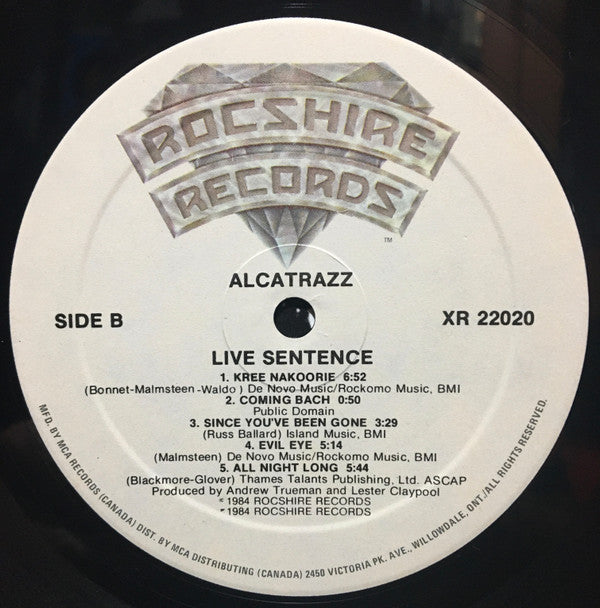 ROCSHIRE
RECORDS
TM
ALCATRAZZ
SIDE B
XR 22020
LIVE SENTENCE
1. KREE NAKOORIE 6:52
(Bonnet-Malmsteen-Waldo) De Novo Music/Rockomo Music, BMI
2. COMING BACH 0:50
Public Domain
3. SINCE YOU'VE BEEN GONE 3:29
(Russ Ballard) Island Music, BMI
4. EVIL EYE 5:14
(Malmsteen) De Novo Music/Rockomo Music, BMI
5. ALL NIGHT LONG 5:44
(Blackmore-Glover) Thames Talants Publishing, Ltd. ASCAP
Produced by Andrew Trueman and Lester Claypool
© 1984 ROCSHIRE RECORDS
℗ 1984 ROCSHIRE RECORDS
MFD. BY MCA RECORDS (CANADA) DIST. BY MCA DISTRIBUTING (CANADA) 2450 VICTORIA PK. AVE., WILLOWDALE, ONT./ALL RIGHTS RESERVED.